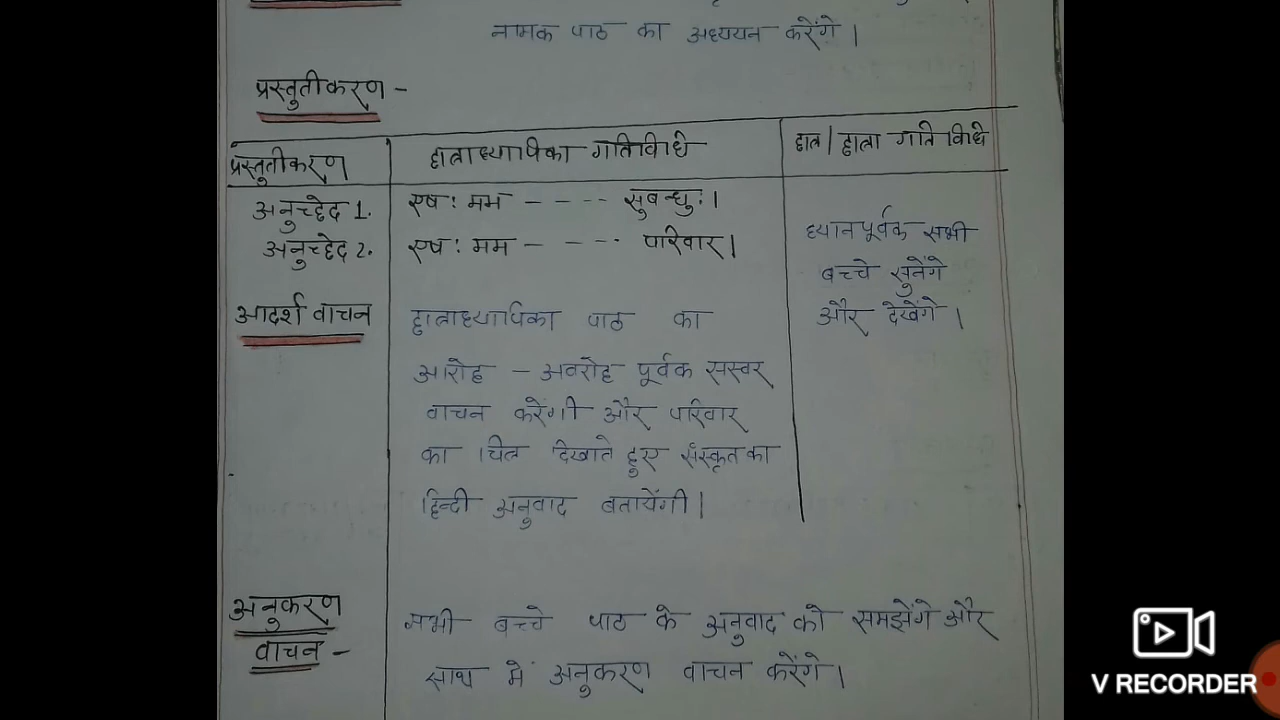 नामक पाठ का अध्ययन करेंगे।
प्रस्तुतीकरण -
प्रस्तुतीकरण छात्राध्यापिका गतिविधि छात्र/छात्रा गतिविधि
अनुच्छेद 1. एष: मम - - - - सुबन्धु:।
अनुच्छेद 2. एष: मम - - - - परिवार।
ध्यानपूर्वक सभी
बच्चे सुनेंगे
और देखेंगे।
आदर्श वाचन छात्राध्यापिका पाठ का
आरोह - अवरोह पूर्वक सस्वर
वाचन करेंगी और परिवार
का चित्र दिखाते हुए संस्कृत का
हिन्दी अनुवाद बतायेंगी।
अनुकरण सभी बच्चे पाठ के अनुवाद को समझेंगे और
वाचन - साथ में अनुकरण वाचन करेंगे।
V RECORDER